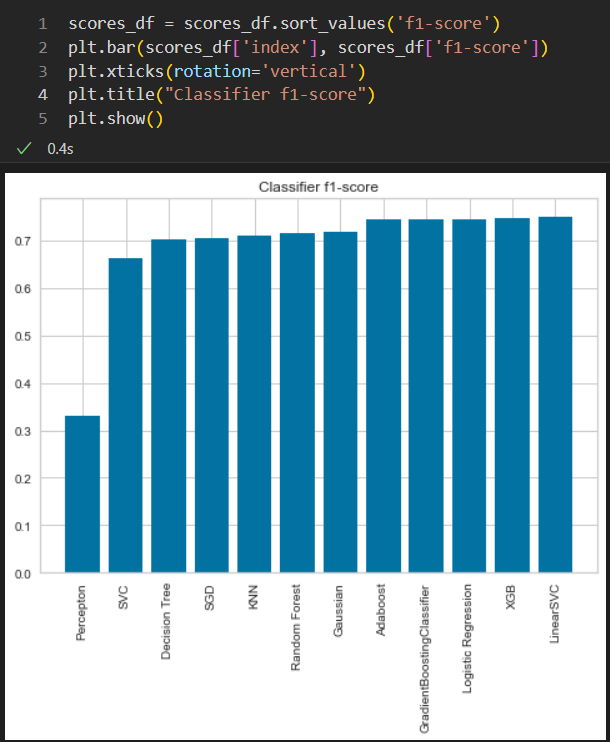 1 scores_df = scores_df.sort_values('f1-score')
2 plt.bar(scores_df['index'], scores_df['f1-score'])
3 plt.xticks(rotation='vertical')
4 plt.title("Classifier f1-score")
5 plt.show()
0.4s
Classifier f1-score
0.7
0.6
0.5
0.4
0.3
0.2
0.1
0.0
Percepton
SVC
Decision Tree
SGD
KNN
Random Forest
Gaussian
Adaboost
GradientBoostingClassifier
Logistic Regression
XGB
LinearSVC